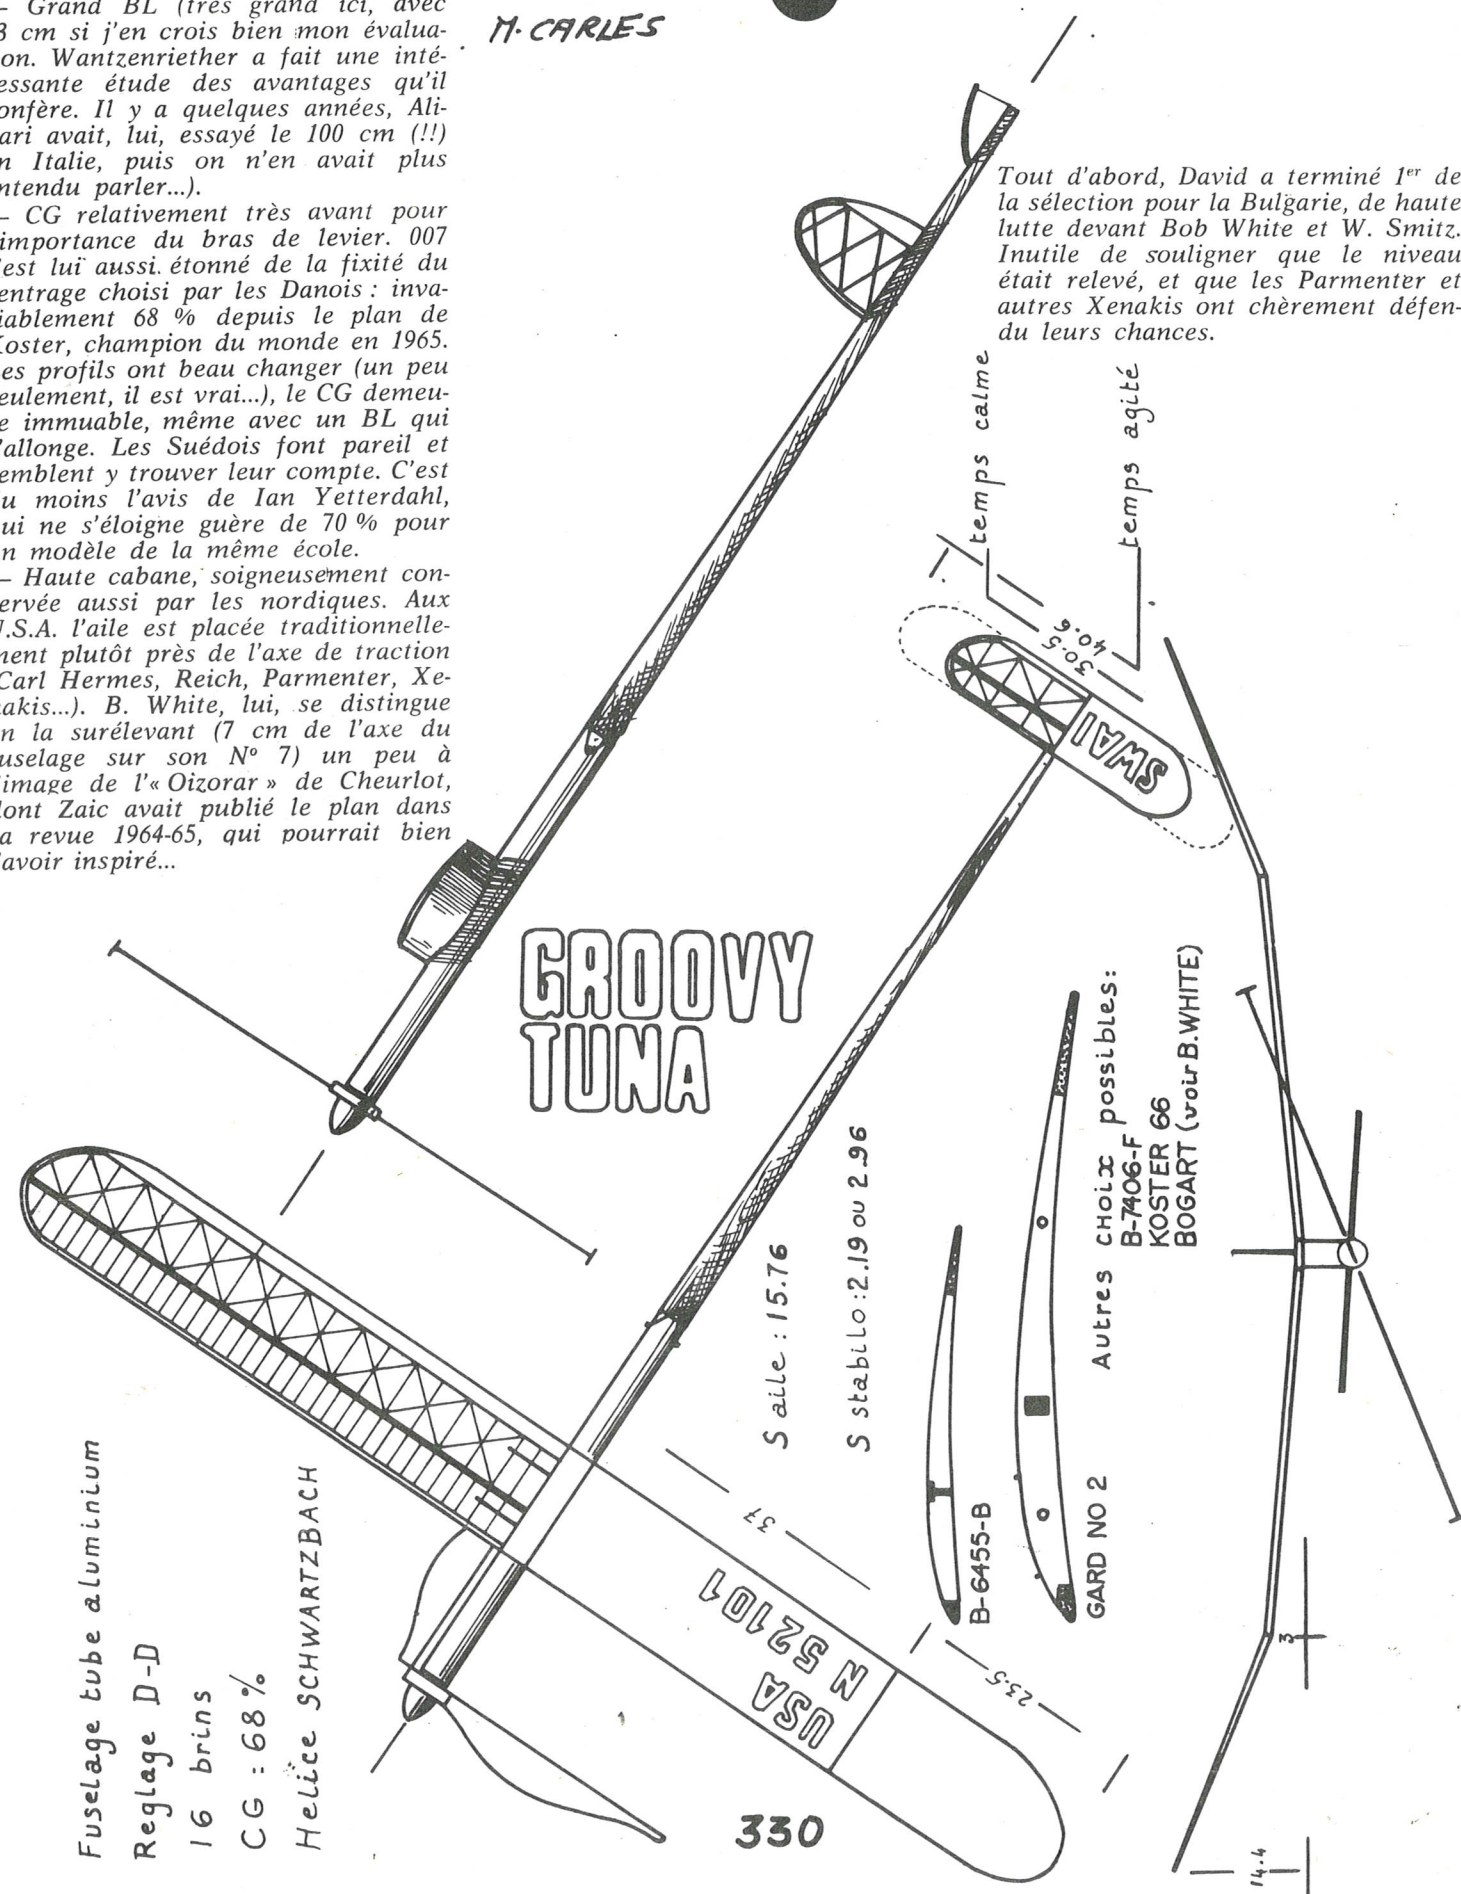 – Grand BL (très grand ici, avec
3 cm si j'en crois bien mon évalua-
on. Wantzenriether a fait une inté-
essante étude des avantages qu'il
onfère. Il y a quelques années, Ali-
ari avait, lui, essayé le 100 cm (!!)
n Italie, puis on n'en avait plus
ntendu parler...).
– CG relativement très avant pour
'importance du bras de levier. 007
'est lui aussi étonné de la fixité du
entrage choisi par les Danois : inva-
iablement 68 % depuis le plan de
Koster, champion du monde en 1965.
es profils ont beau changer (un peu
eulement, il est vrai...), le CG demeu-
e immuable, même avec un BL qui
'allonge. Les Suédois font pareil et
emblent y trouver leur compte. C'est
u moins l'avis de Ian Yetterdahl,
ui ne s'éloigne guère de 70 % pour
n modèle de la même école.
– Haute cabane, soigneusement con-
ervée aussi par les nordiques. Aux
U.S.A. l'aile est placée traditionnelle-
ment plutôt près de l'axe de traction
Carl Hermes, Reich, Parmenter, Xe-
nakis...). B. White, lui, se distingue
n la surélevant (7 cm de l'axe du
uselage sur son N° 7) un peu à
'image de l'« Oizorar » de Cheurlot,
dont Zaic avait publié le plan dans
a revue 1964-65, qui pourrait bien
'avoir inspiré...
M. CARLES
Tout d'abord, David a terminé 1er de
la sélection pour la Bulgarie, de haute
lutte devant Bob White et W. Smitz.
Inutile de souligner que le niveau
était relevé, et que les Parmenter et
autres Xenakis ont chèrement défen-
du leurs chances.
temps calme
temps agité
30.5
40.6
SWAI
GROOVY
TUNA
S aile : 15.76
S stabilo : 2.19 ou 2.96
B-6455-B
GARD NO 2
Autres CHOIX possibles:
B-7406-F
KOSTER 66
BOGART (voir B.WHITE)
Fuselage tube aluminium
Reglage D-D
16 brins
CG : 68%
Helice SCHWARTZBACH
37
23.5
USA
N 52101
3
14.4
330